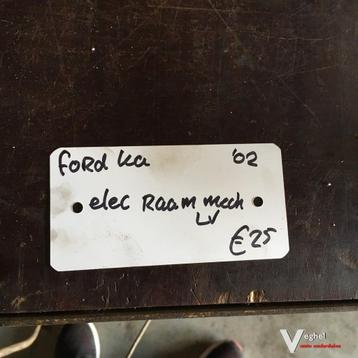 Ford ka '02
elec Raam mech
LV
€25
Veghel